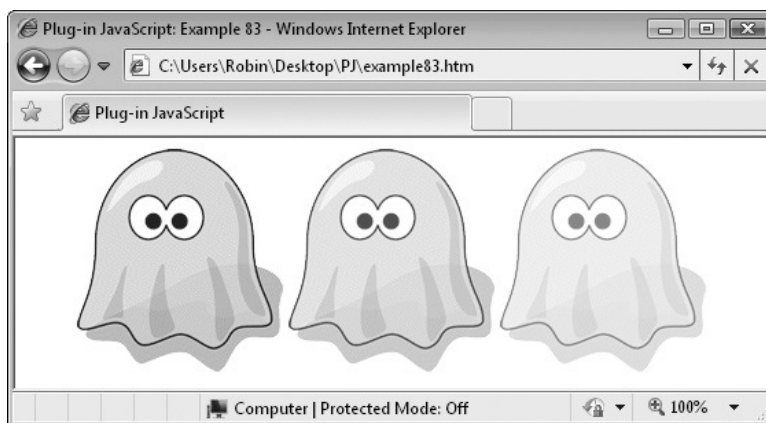 Plug-in JavaScript: Example 83 - Windows Internet Explorer
C:\Users\Robin\Desktop\PJ\example83.htm
Plug-in JavaScript
Computer | Protected Mode: Off
100%